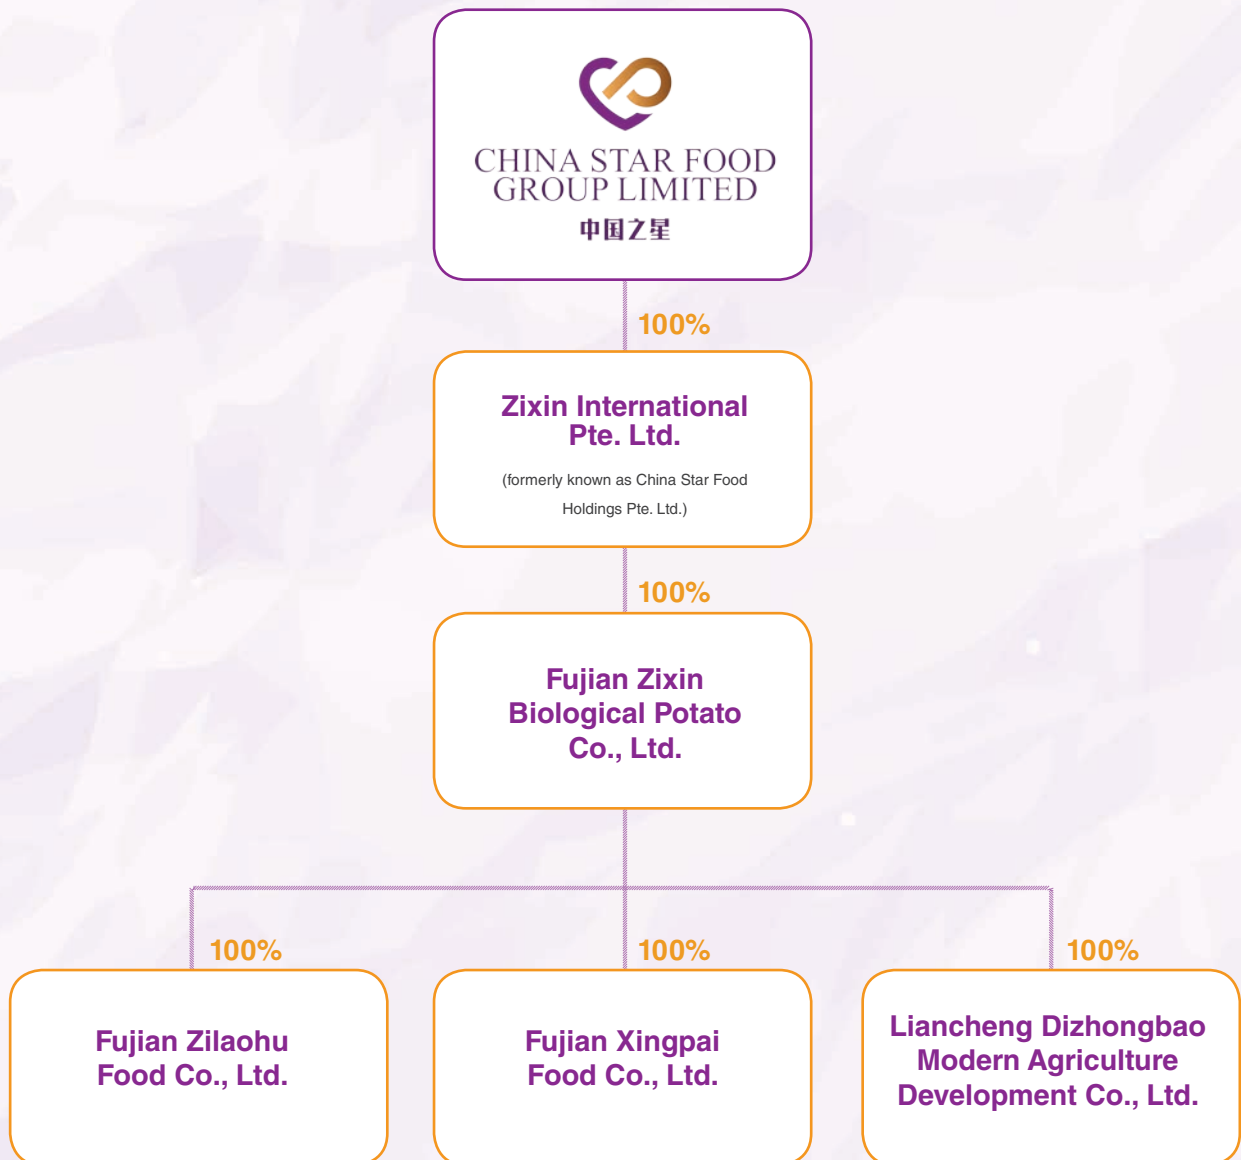 CHINA STAR FOOD
GROUP LIMITED
中国之星
100%
Zixin International
Pte. Ltd.
(formerly known as China Star Food
Holdings Pte. Ltd.)
100%
Fujian Zixin
Biological Potato
Co., Ltd.
100%
100%
100%
Fujian Zilaohu
Food Co., Ltd.
Fujian Xingpai
Food Co., Ltd.
Liancheng Dizhongbao
Modern Agriculture
Development Co., Ltd.